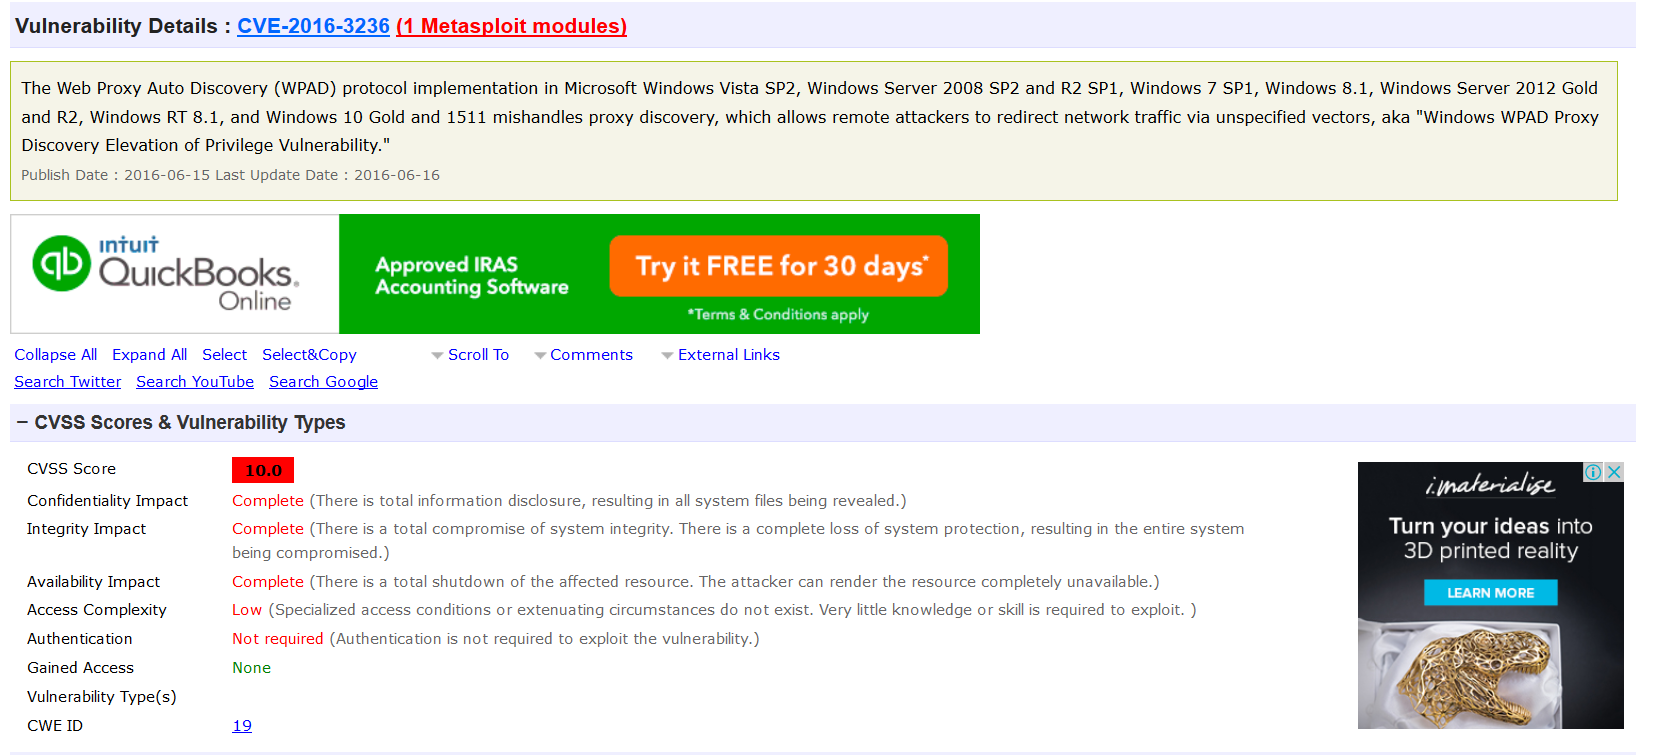 Vulnerability Details : CVE-2016-3236 (1 Metasploit modules)
The Web Proxy Auto Discovery (WPAD) protocol implementation in Microsoft Windows Vista SP2, Windows Server 2008 SP2 and R2 SP1, Windows 7 SP1, Windows 8.1, Windows Server 2012 Gold
and R2, Windows RT 8.1, and Windows 10 Gold and 1511 mishandles proxy discovery, which allows remote attackers to redirect network traffic via unspecified vectors, aka "Windows WPAD Proxy
Discovery Elevation of Privilege Vulnerability."
Publish Date : 2016-06-15 Last Update Date : 2016-06-16
qb
intuit
QuickBooks.
Online
Approved IRAS
Accounting Software
Try it FREE for 30 days*
*Terms & Conditions apply
Collapse All Expand All Select Select&Copy Scroll To Comments External Links
Search Twitter Search YouTube Search Google
– CVSS Scores & Vulnerability Types
CVSS Score 10.0
Confidentiality Impact Complete (There is total information disclosure, resulting in all system files being revealed.)
Integrity Impact Complete (There is a total compromise of system integrity. There is a complete loss of system protection, resulting in the entire system
being compromised.)
Availability Impact Complete (There is a total shutdown of the affected resource. The attacker can render the resource completely unavailable.)
Access Complexity Low (Specialized access conditions or extenuating circumstances do not exist. Very little knowledge or skill is required to exploit. )
Authentication Not required (Authentication is not required to exploit the vulnerability.)
Gained Access None
Vulnerability Type(s)
CWE ID 19
i.materialise
Turn your ideas into
3D printed reality
LEARN MORE